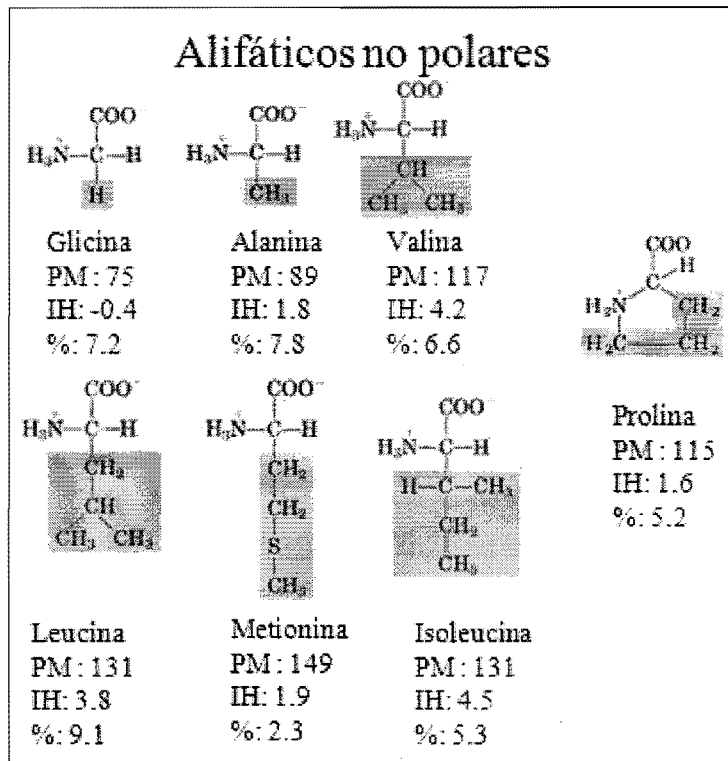 Alifáticos no polares
COO⁻
H₃N⁺—C—H
H
Glicina
PM: 75
IH: -0.4
%: 7.2
COO⁻
H₃N⁺—C—H
CH₃
Alanina
PM: 89
IH: 1.8
%: 7.8
COO⁻
H₃N⁺—C—H
CH
CH₃ CH₃
Valina
PM: 117
IH: 4.2
%: 6.6
COO
H
C
H₂N⁺ CH₂
H₂C CH₂
Prolina
PM: 115
IH: 1.6
%: 5.2
COO⁻
H₃N⁺—C—H
CH₂
CH
CH₃ CH₃
Leucina
PM: 131
IH: 3.8
%: 9.1
COO⁻
H₃N⁺—C—H
CH₂
CH₂
S
CH₃
Metionina
PM: 149
IH: 1.9
%: 2.3
COO⁻
H₃N⁺—C—H
H—C—CH₃
CH₂
CH₃
Isoleucina
PM: 131
IH: 4.5
%: 5.3